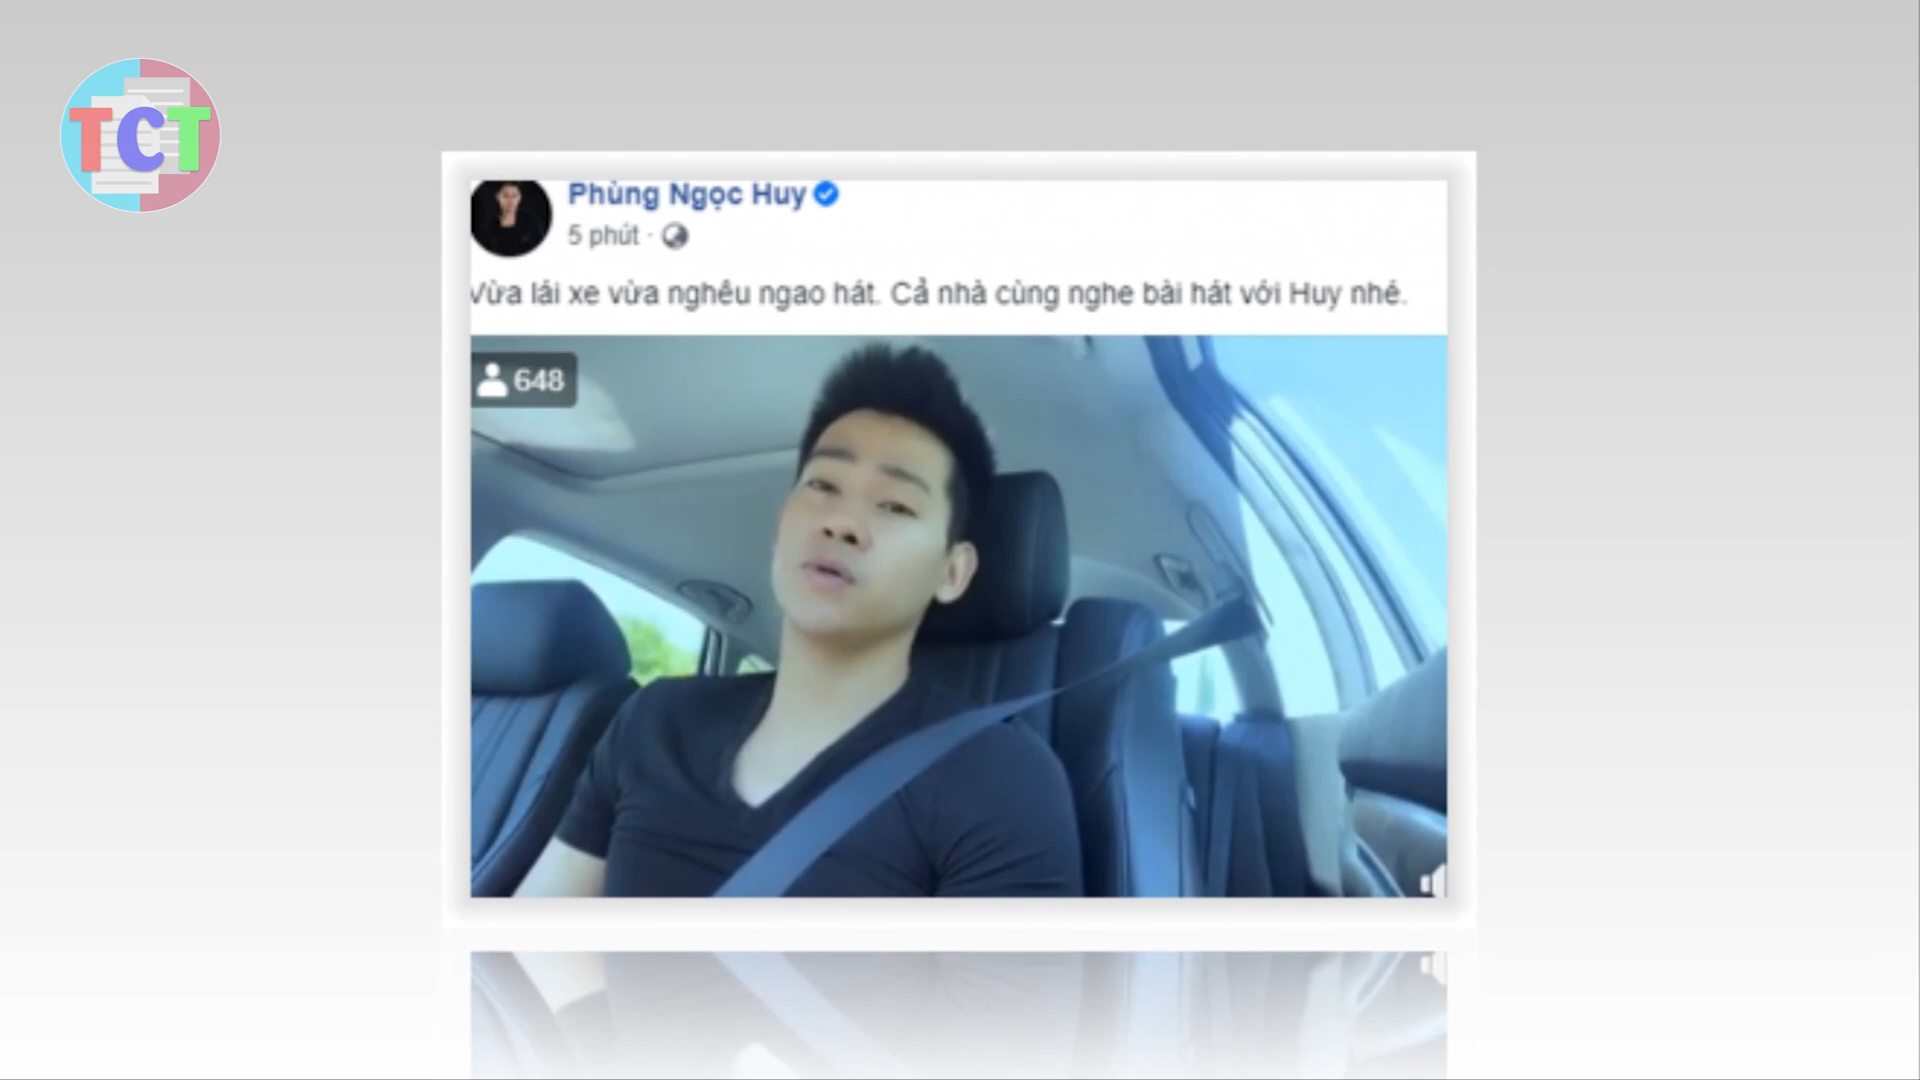 TCT
Phùng Ngọc Huy
5 phút ·
Vừa lái xe vừa nghêu ngao hát. Cả nhà cùng nghe bài hát với Huy nhé.
648